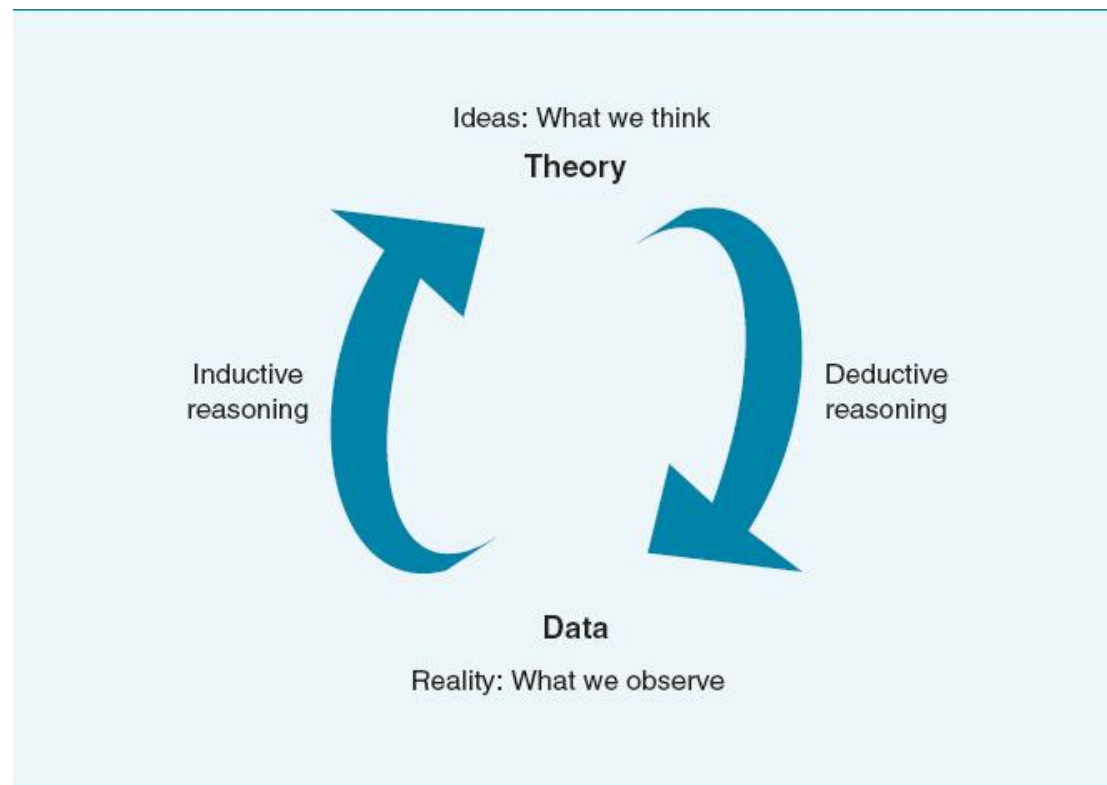 Ideas: What we think
Theory
Inductive
reasoning
Deductive
reasoning
Data
Reality: What we observe